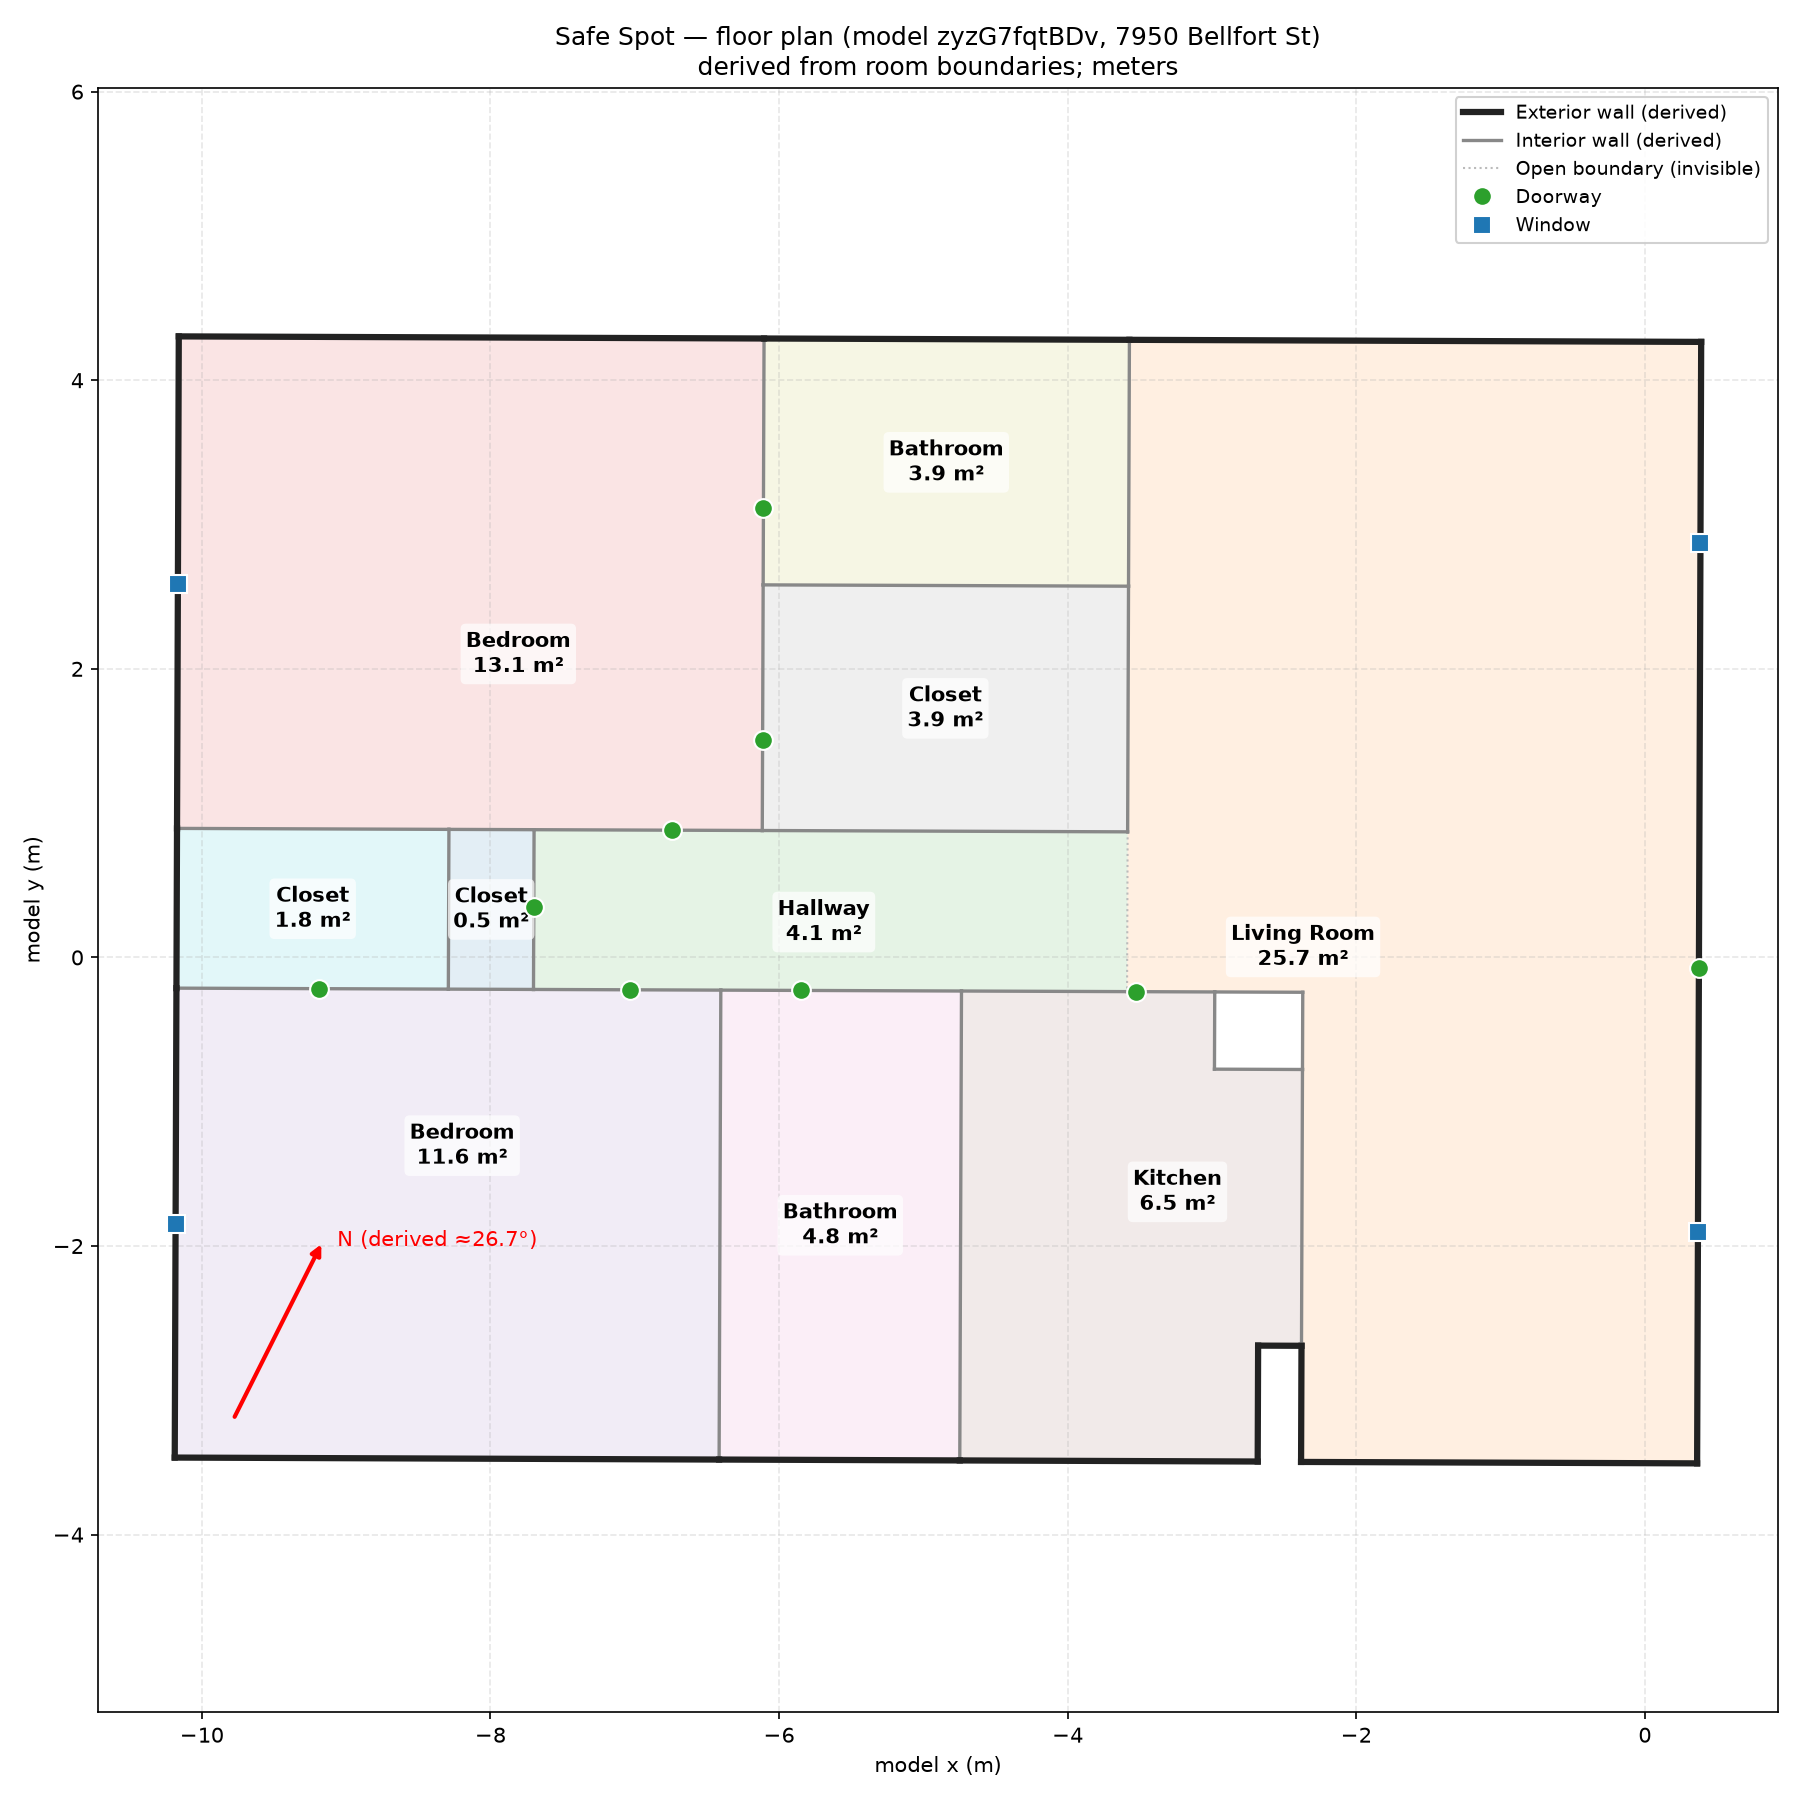 Safe Spot — floor plan (model zyzG7fqtBDv, 7950 Bellfort St)
derived from room boundaries; meters
Exterior wall (derived)
Interior wall (derived)
Open boundary (invisible)
Doorway
Window
6
4
2
0
−2
−4
model y (m)
Bathroom
3.9 m²
Bedroom
13.1 m²
Closet
3.9 m²
Closet
1.8 m²
Closet
0.5 m²
Hallway
4.1 m²
Living Room
25.7 m²
Bedroom
11.6 m²
Kitchen
6.5 m²
Bathroom
4.8 m²
N (derived ≈26.7°)
−10
−8
−6
−4
−2
0
model x (m)